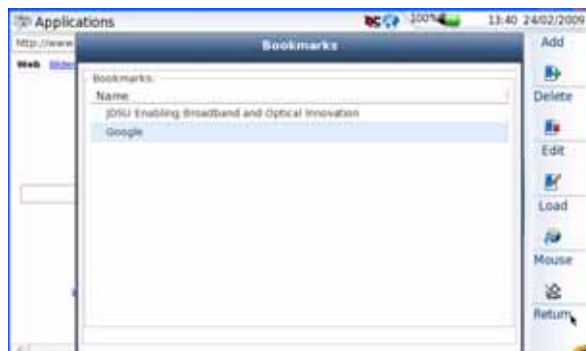 Applications
100%
13:40 24/02/2009
http://www
Bookmarks
Add
Web
Bookmarks:
Name
JDSU Enabling Broadband and Optical Innovation
Google
Delete
Edit
Load
Mouse
Return